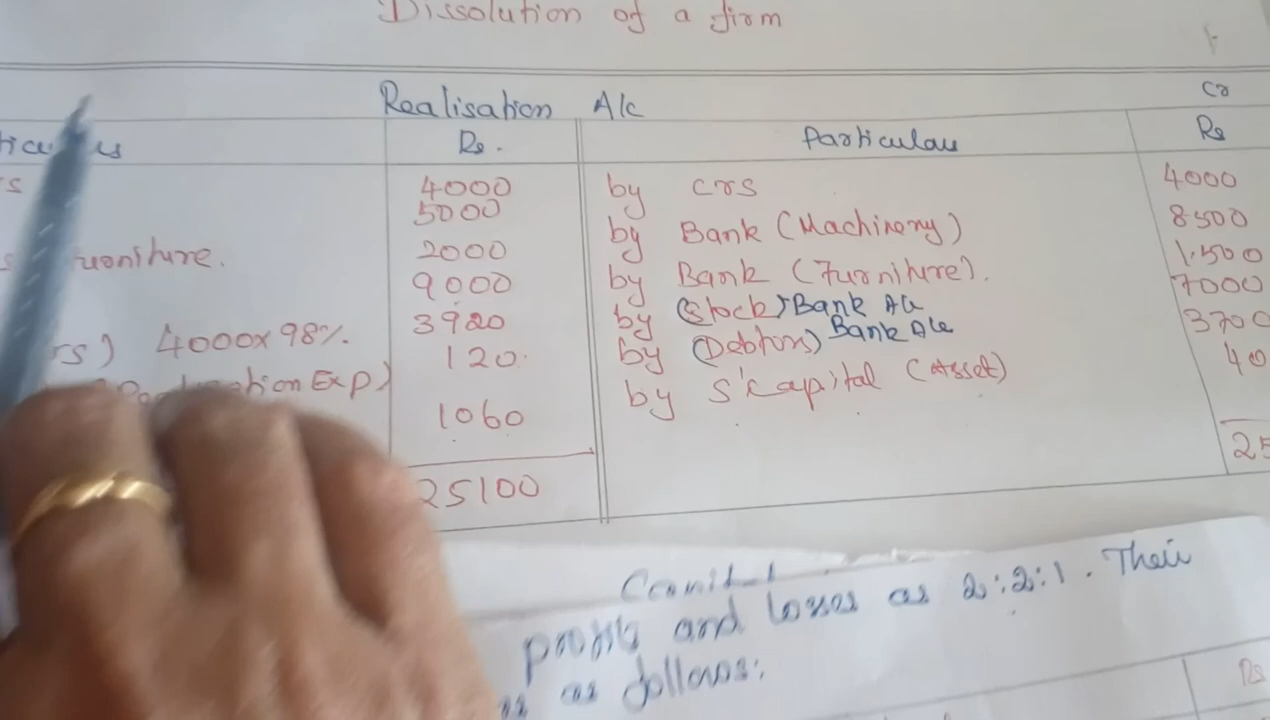 Dissolution of a firm
Realisation A/c
Cr
Rs.
Particulars
Rs
4000 by crs 4000
5000 by Bank (Machinery) 8500
Furniture. 2000 by Bank (Furniture). 1500
9000 by (Stock) Bank A/c 7000
rs) 4000x98%. 3920 by (Debtors) Bank A/c 3700
Exp) 120 by S'capital (Asset) 40
1060
25100 25
profits and losses as 2:2:1. Their
as follows:
Rs